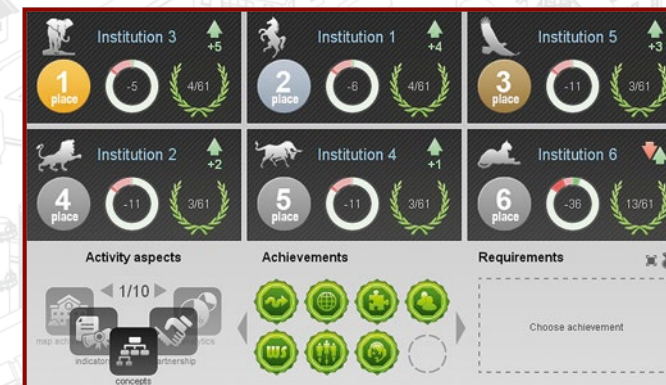 Institution 3
+5
1
place
-5
4/61
Institution 1
+4
2
place
-6
4/61
Institution 5
+3
3
place
-11
3/61
Institution 2
+2
4
place
-11
3/61
Institution 4
+1
5
place
-11
3/61
Institution 6
6
place
-36
13/61
Activity aspects
Achievements
Requirements
1/10
map
indicator
artnership
concepts
WS
Choose achievement